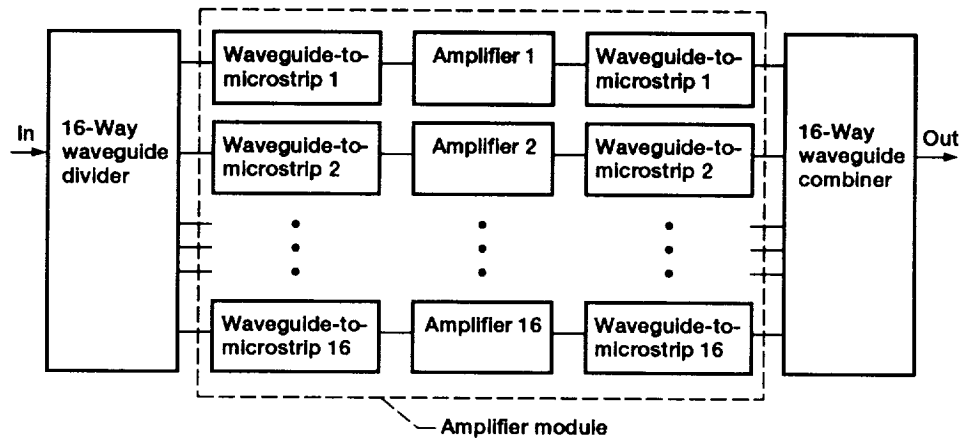 In
16-Way
waveguide
divider
Waveguide-to-
microstrip 1
Amplifier 1
Waveguide-to-
microstrip 1
Waveguide-to-
microstrip 2
Amplifier 2
Waveguide-to-
microstrip 2
Waveguide-to-
microstrip 16
Amplifier 16
Waveguide-to-
microstrip 16
16-Way
waveguide
combiner
Out
Amplifier module